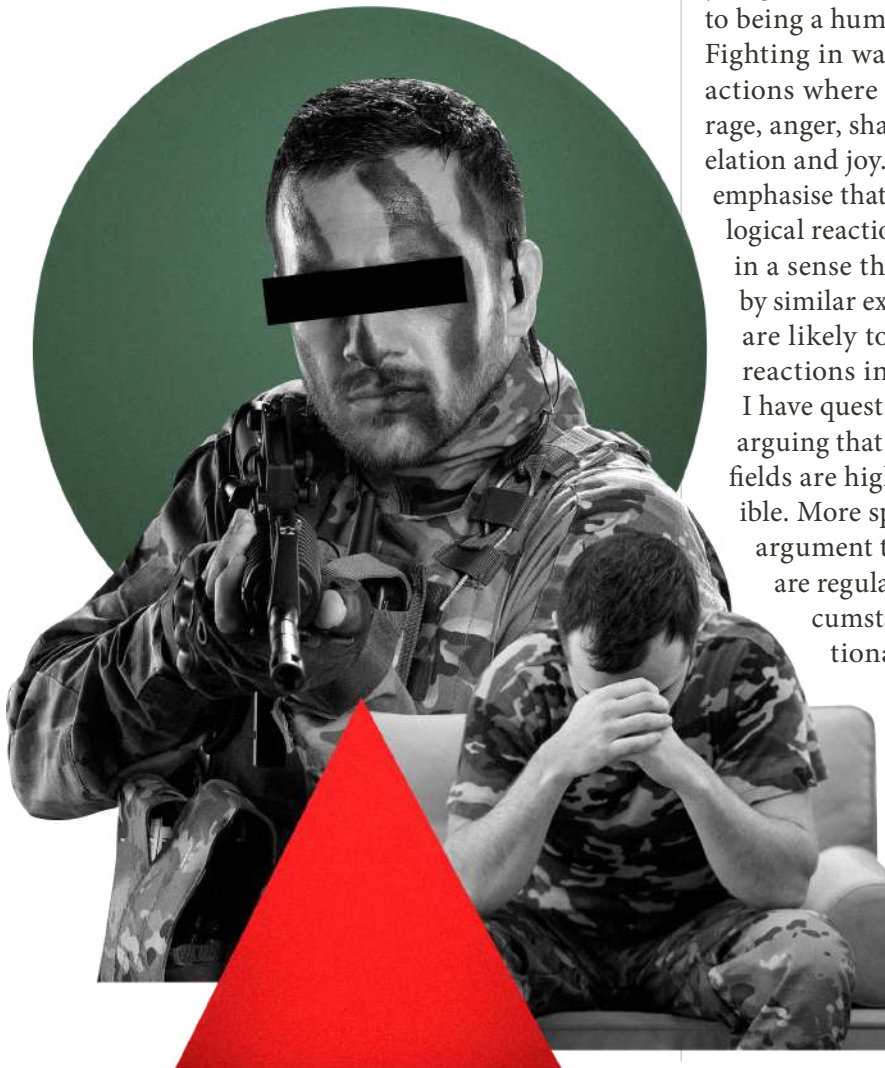 to being a hum
Fighting in wa
actions where
rage, anger, sha
elation and joy.
emphasise that
logical reactio
in a sense th
by similar ex
are likely to
reactions in
I have quest
arguing that
fields are high
ible. More sp
argument t
are regula
cumsta
tiona